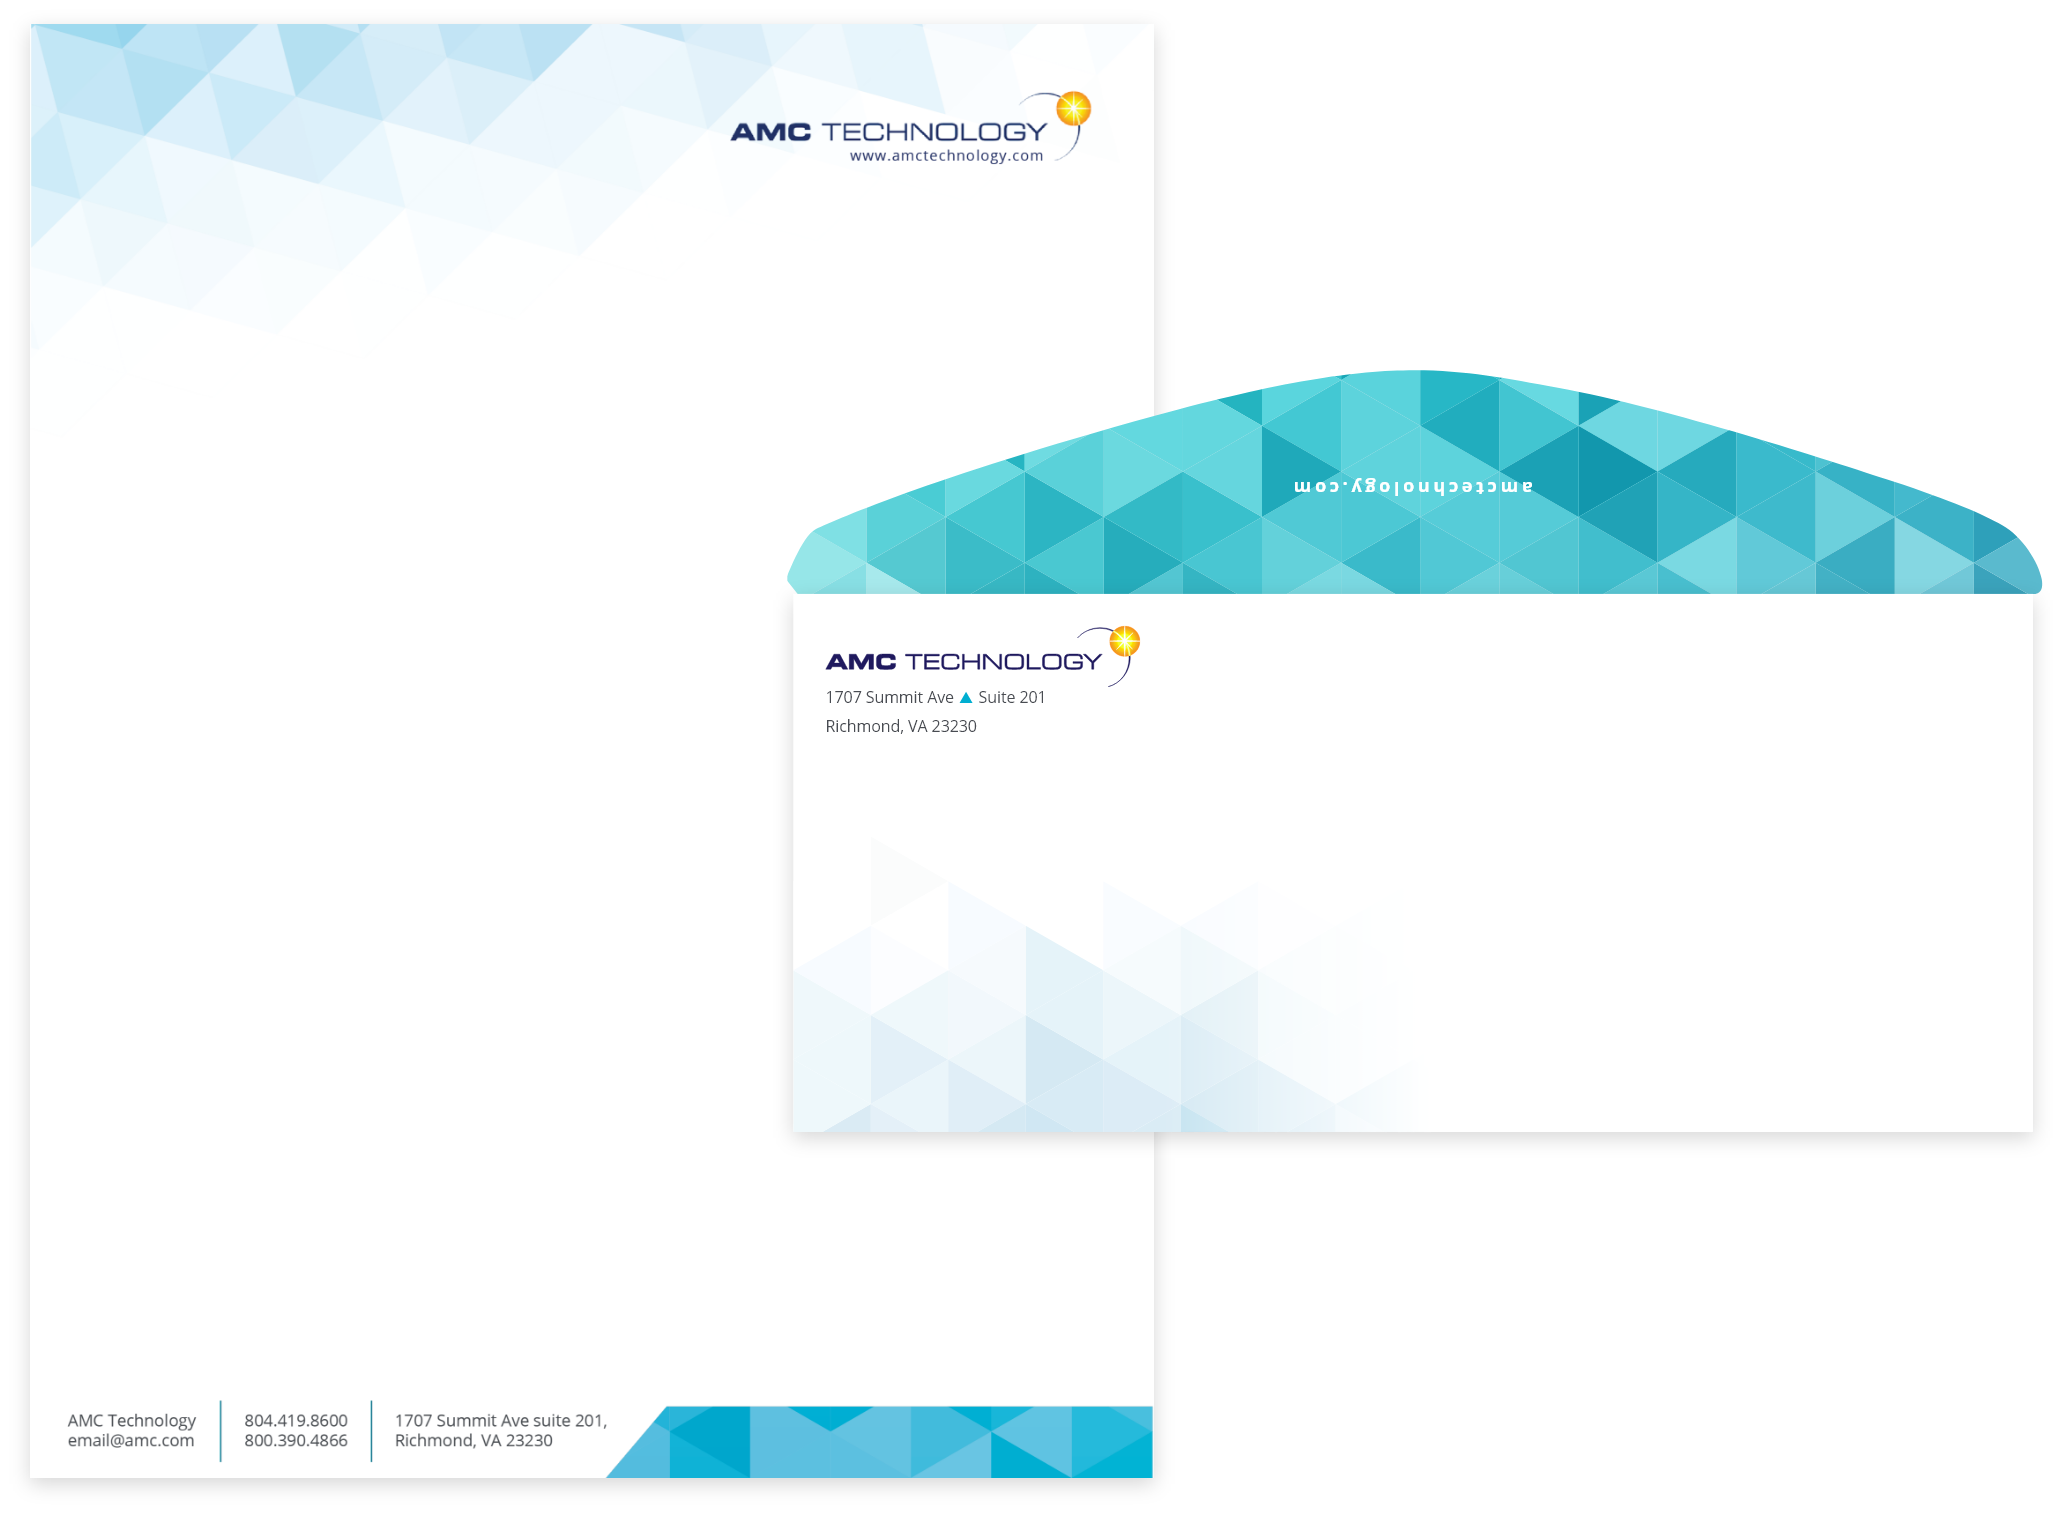 AMC TECHNOLOGY
www.amctechnology.com
amctechnology.com
AMC TECHNOLOGY
1707 Summit Ave ▲ Suite 201
Richmond, VA 23230
AMC Technology
email@amc.com
804.419.8600
800.390.4866
1707 Summit Ave suite 201,
Richmond, VA 23230